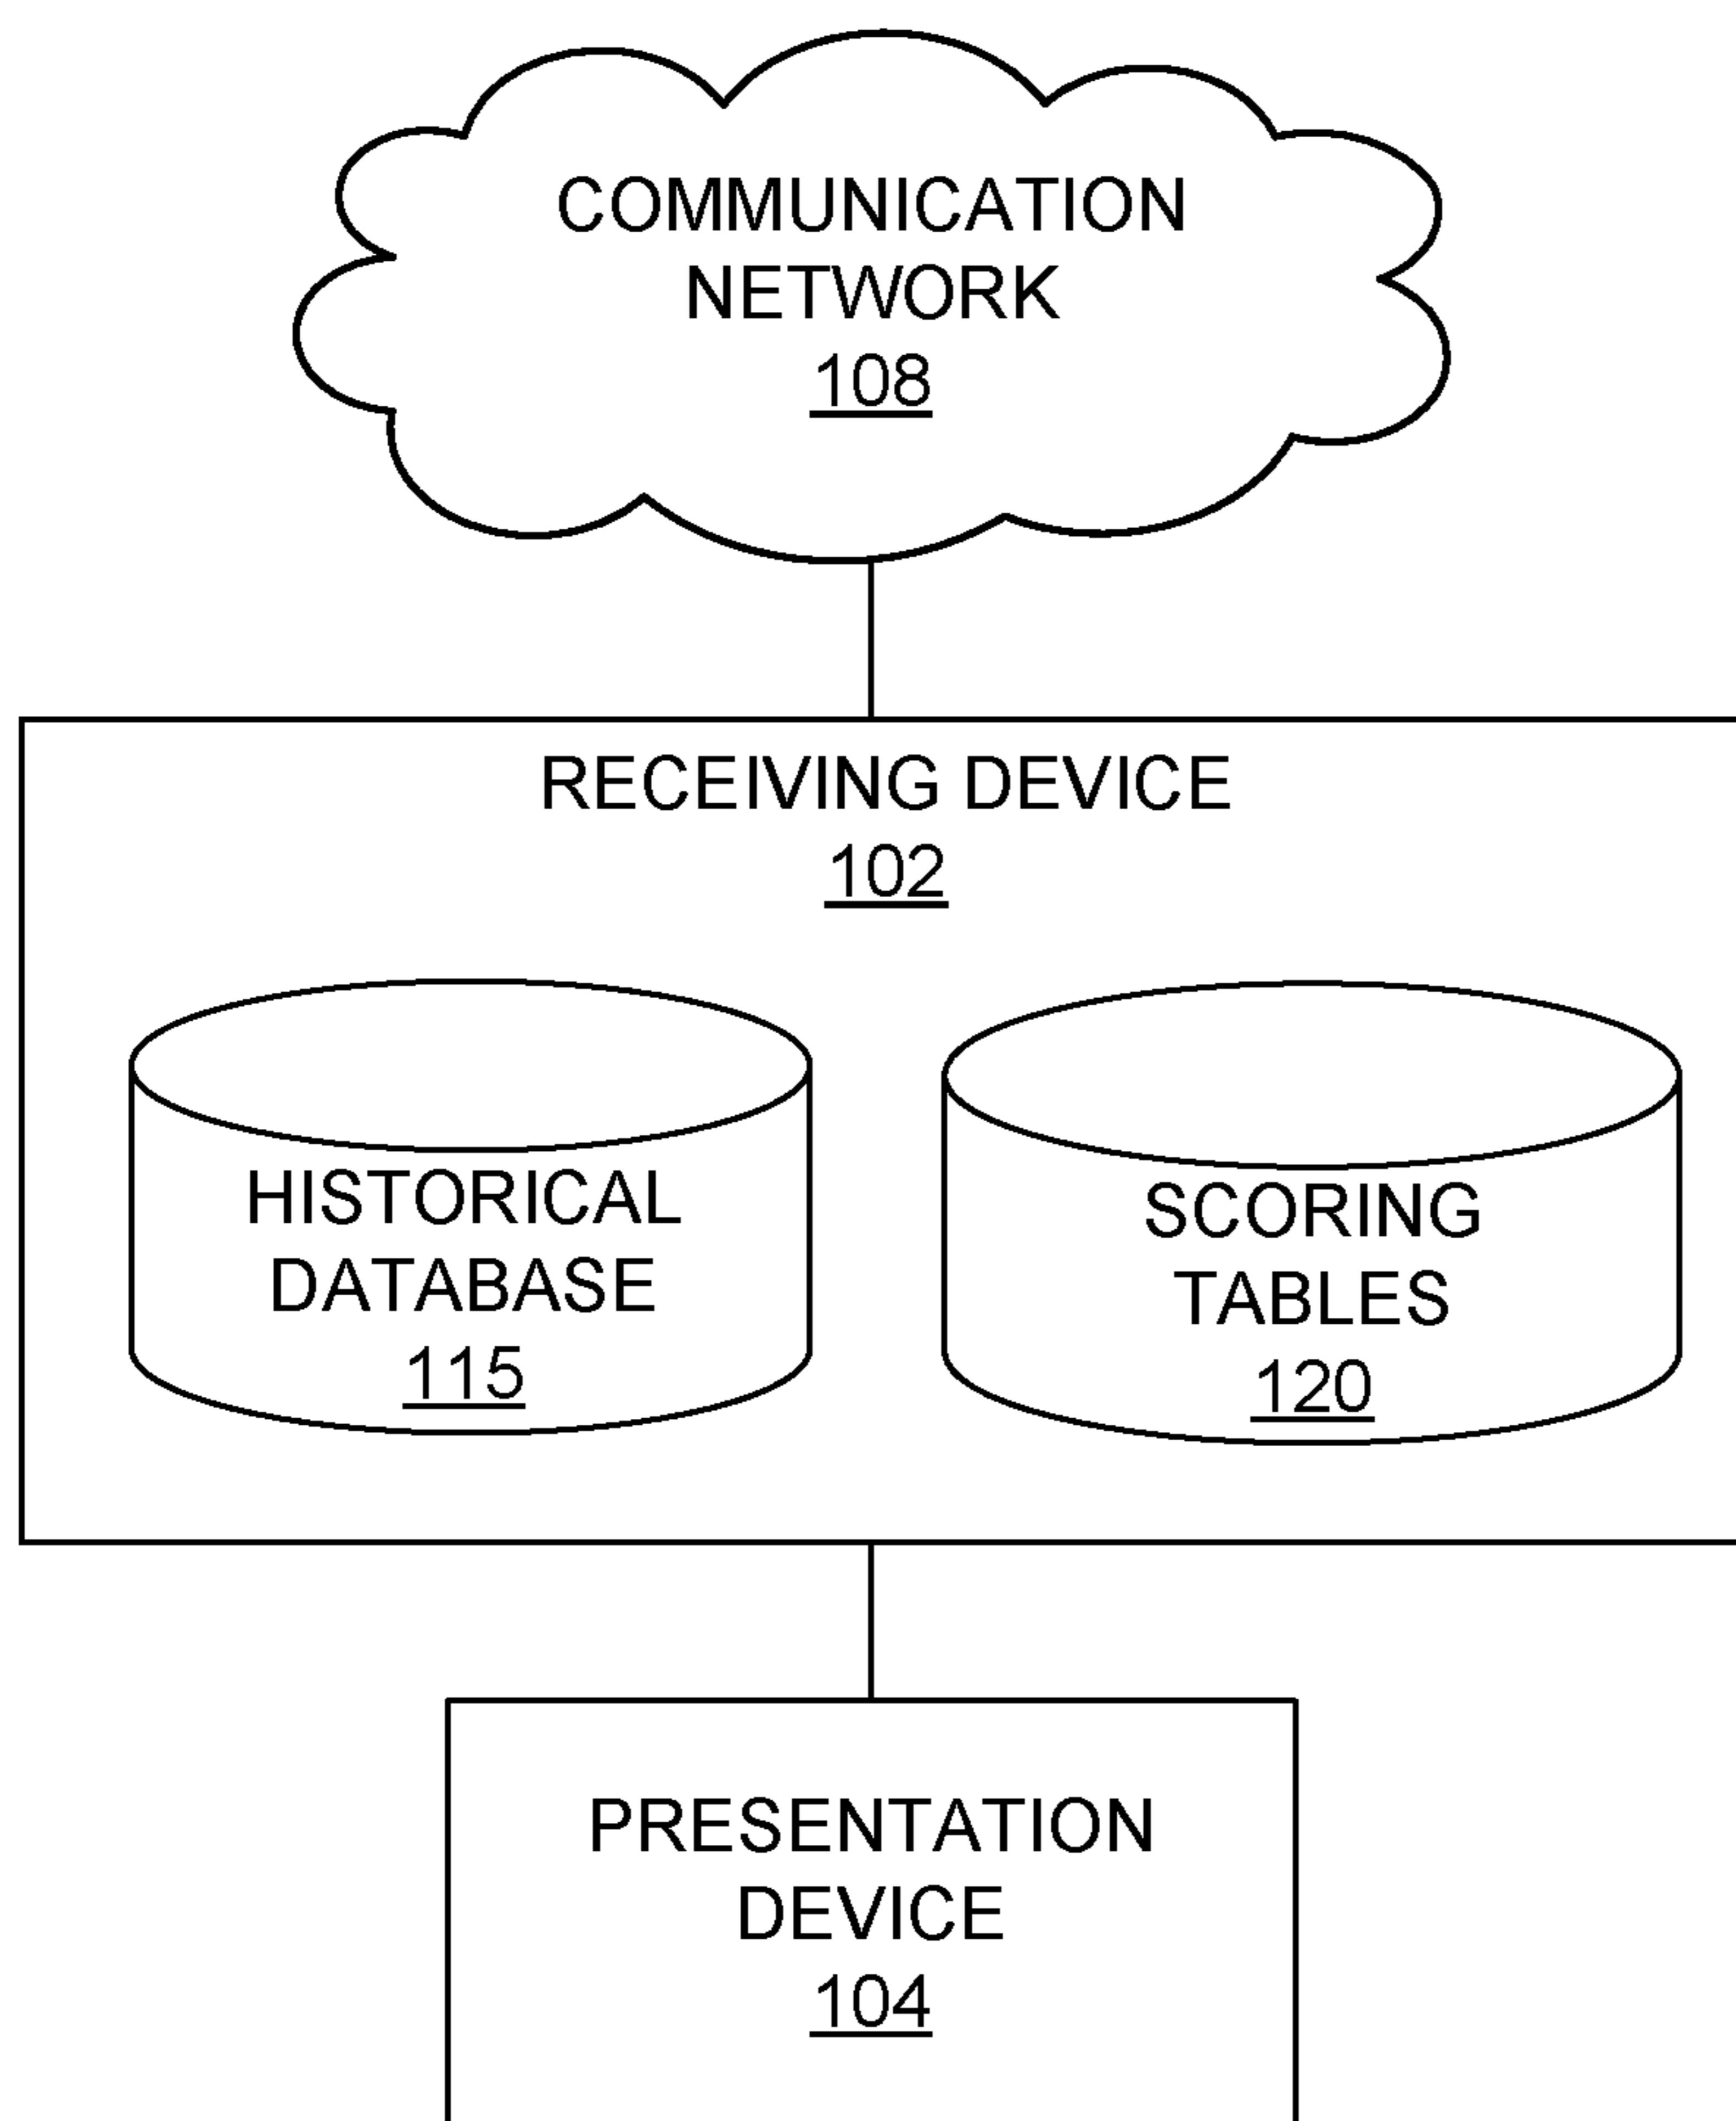 COMMUNICATION
NETWORK
108
RECEIVING DEVICE
102
HISTORICAL
DATABASE
115
SCORING
TABLES
120
PRESENTATION
DEVICE
104